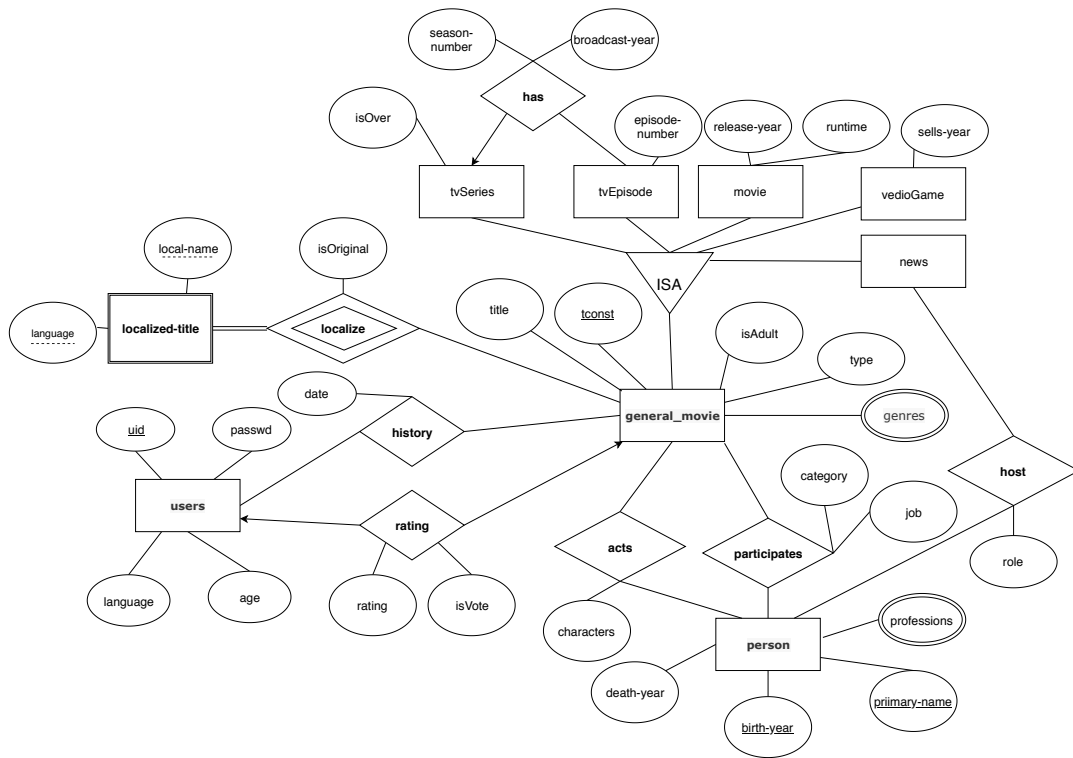 season-
number
broadcast-year
has
isOver
episode-
number
release-year
runtime
sells-year
tvSeries
tvEpisode
movie
vedioGame
local-name
isOriginal
news
ISA
language
localized-title
localize
title
tconst
isAdult
type
date
general_movie
genres
uid
passwd
history
category
host
users
rating
acts
participates
job
role
language
age
rating
isVote
characters
professions
person
death-year
priimary-name
birth-year